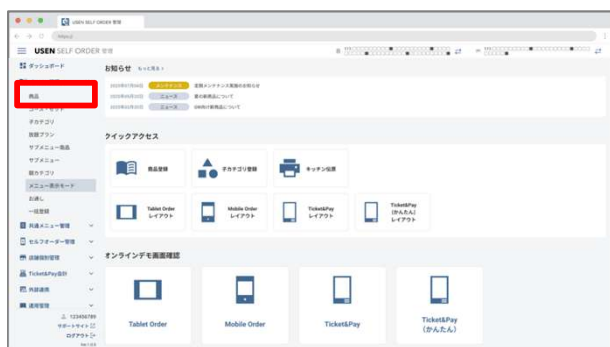 USEN SELF ORDER 管理
https://
USEN SELF ORDER 管理
ダッシュボード
商品
子カテゴリ
放題プラン
サブメニュー商品
サブメニュー
親カテゴリ
メニュー表示モード
お通し
一括登録
共通メニュー管理
セルフオーダー管理
店舗個別管理
Ticket&Pay会計
外部連携
運用管理
123456789
サポートサイト
ログアウト
お知らせ
もっと見る
メンテナンス
定期メンテナンス実施のお知らせ
ニュース
夏の新商品について
ニュース
GW向け新商品について
クイックアクセス
商品登録
子カテゴリ登録
キッチン伝票
Tablet Order
レイアウト
Mobile Order
レイアウト
Ticket&Pay
レイアウト
Ticket&Pay
(かんたん)
レイアウト
オンラインデモ画面確認
Tablet Order
Mobile Order
Ticket&Pay
Ticket&Pay
(かんたん)